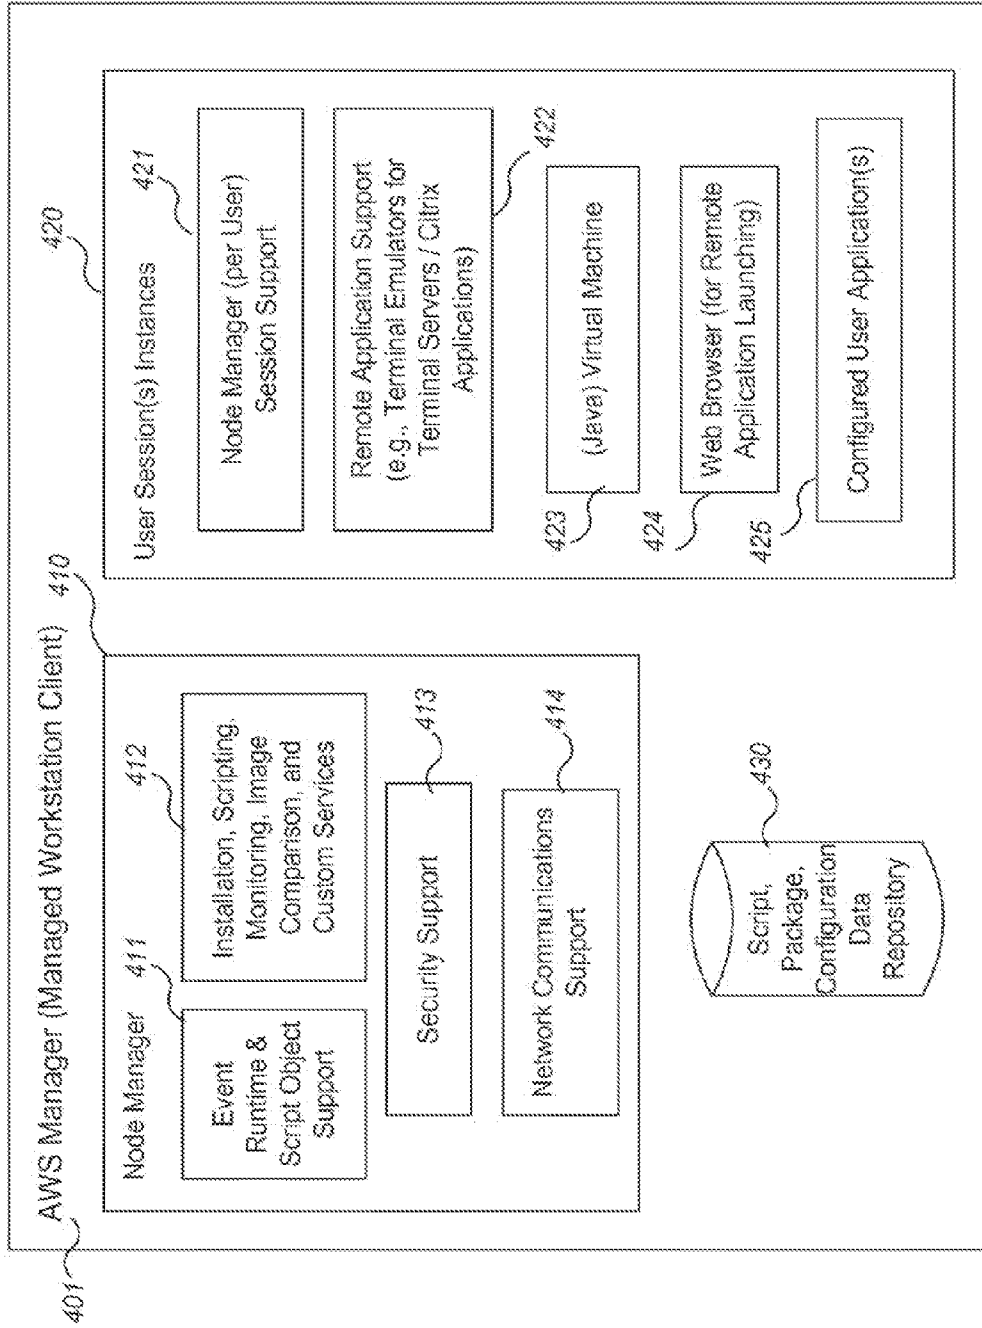 401
AWS Manager (Managed Workstation Client)
410
Node Manager
411
Event
Runtime &
Script Object
Support
412
Installation, Scripting,
Monitoring, Image
Comparison, and
Custom Services
Security Support
413
Network Communications
Support
414
Script,
Package,
Configuration
Data
Repository
430
420
User Session(s) Instances
421
Node Manager (per User)
Session Support
Remote Application Support
(e.g., Terminal Emulators for
Terminal Servers / Citrix
Applications)
422
(Java) Virtual Machine
423
Web Browser (for Remote
Application Launching)
424
Configured User Application(s)
425